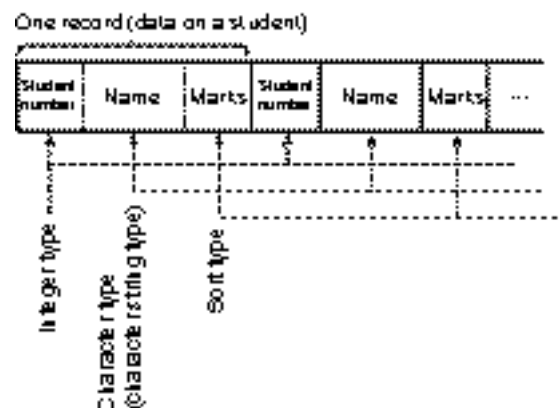 One record (data on a student)
Student number
Name
Marks
Student number
Name
Marks
...
Integer type
Character type
(character string type)
Sort type